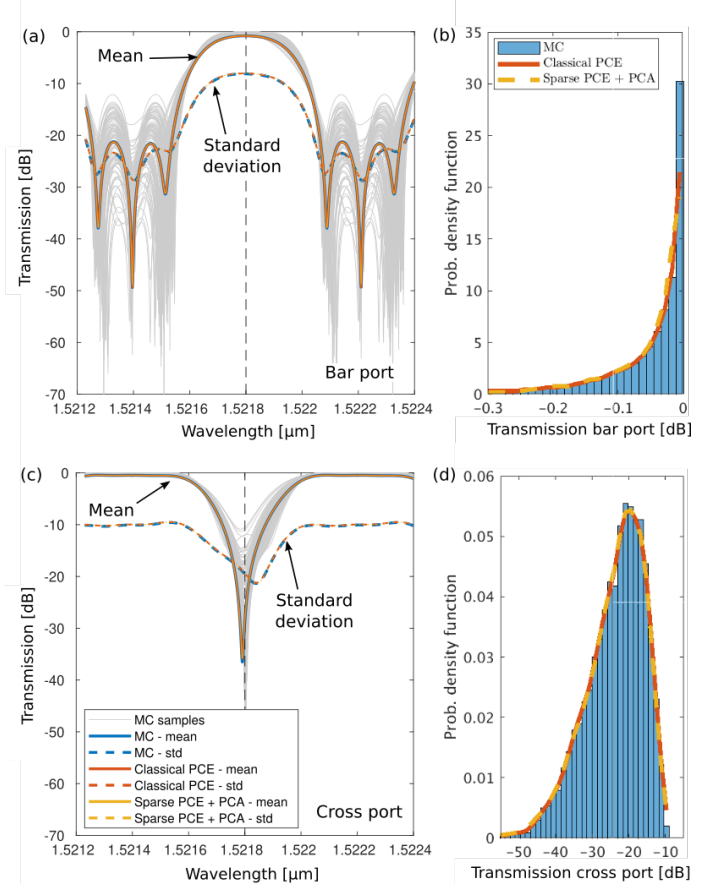 (a)
Transmission [dB]
0
-10
-20
-30
-40
-50
-60
-70
Mean
Standard
deviation
Bar port
1.5212
1.5214
1.5216
1.5218
1.522
1.5222
1.5224
Wavelength [µm]
(b)
Prob. density function
35
30
25
20
15
10
5
0
MC
Classical PCE
Sparse PCE + PCA
-0.3
-0.2
-0.1
0
Transmission bar port [dB]
(c)
Transmission [dB]
0
-10
-20
-30
-40
-50
-60
-70
Mean
Standard
deviation
MC samples
MC - mean
MC - std
Classical PCE - mean
Classical PCE - std
Sparse PCE + PCA - mean
Sparse PCE + PCA - std
Cross port
1.5212
1.5214
1.5216
1.5218
1.5222
1.5222
1.5224
Wavelength [µm]
(d)
Prob. density function
0.06
0.05
0.04
0.03
0.02
0.01
0
-50
-40
-30
-20
-10
Transmission cross port [dB]